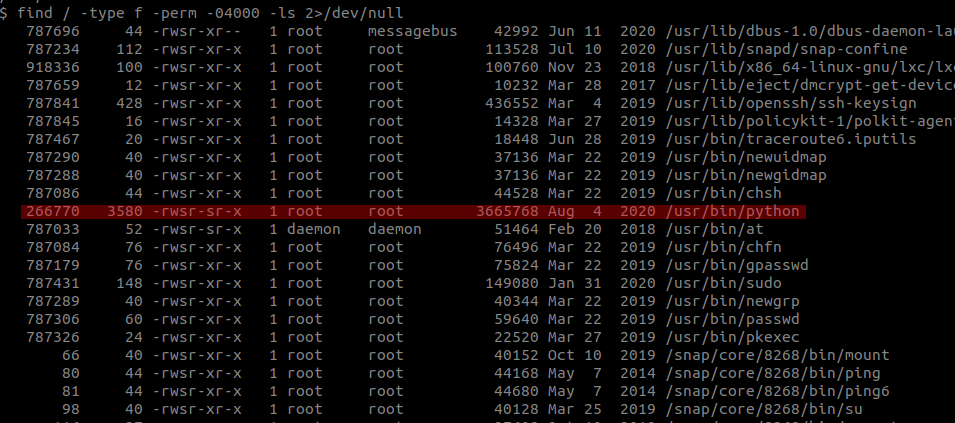 $ find / -type f -perm -04000 -ls 2>/dev/null
787696 44 -rwsr-xr-- 1 root messagebus 42992 Jun 11 2020 /usr/lib/dbus-1.0/dbus-daemon-lau
787234 112 -rwsr-xr-x 1 root root 113528 Jul 10 2020 /usr/lib/snapd/snap-confine
918336 100 -rwsr-xr-x 1 root root 100760 Nov 23 2018 /usr/lib/x86_64-linux-gnu/lxc/lxc
787659 12 -rwsr-xr-x 1 root root 10232 Mar 28 2017 /usr/lib/eject/dmcrypt-get-device
787841 428 -rwsr-xr-x 1 root root 436552 Mar 4 2019 /usr/lib/openssh/ssh-keysign
787845 16 -rwsr-xr-x 1 root root 14328 Mar 27 2019 /usr/lib/policykit-1/polkit-agent
787467 20 -rwsr-xr-x 1 root root 18448 Jun 28 2019 /usr/bin/traceroute6.iputils
787290 40 -rwsr-xr-x 1 root root 37136 Mar 22 2019 /usr/bin/newuidmap
787288 40 -rwsr-xr-x 1 root root 37136 Mar 22 2019 /usr/bin/newgidmap
787086 44 -rwsr-xr-x 1 root root 44528 Mar 22 2019 /usr/bin/chsh
266770 3580 -rwsr-sr-x 1 root root 3665768 Aug 4 2020 /usr/bin/python
787033 52 -rwsr-sr-x 1 daemon daemon 51464 Feb 20 2018 /usr/bin/at
787084 76 -rwsr-xr-x 1 root root 76496 Mar 22 2019 /usr/bin/chfn
787179 76 -rwsr-xr-x 1 root root 75824 Mar 22 2019 /usr/bin/gpasswd
787431 148 -rwsr-xr-x 1 root root 149080 Jan 31 2020 /usr/bin/sudo
787289 40 -rwsr-xr-x 1 root root 40344 Mar 22 2019 /usr/bin/newgrp
787306 60 -rwsr-xr-x 1 root root 59640 Mar 22 2019 /usr/bin/passwd
787326 24 -rwsr-xr-x 1 root root 22520 Mar 27 2019 /usr/bin/pkexec
66 40 -rwsr-xr-x 1 root root 40152 Oct 10 2019 /snap/core/8268/bin/mount
80 44 -rwsr-xr-x 1 root root 44168 May 7 2014 /snap/core/8268/bin/ping
81 44 -rwsr-xr-x 1 root root 44680 May 7 2014 /snap/core/8268/bin/ping6
98 40 -rwsr-xr-x 1 root root 40128 Mar 25 2019 /snap/core/8268/bin/su